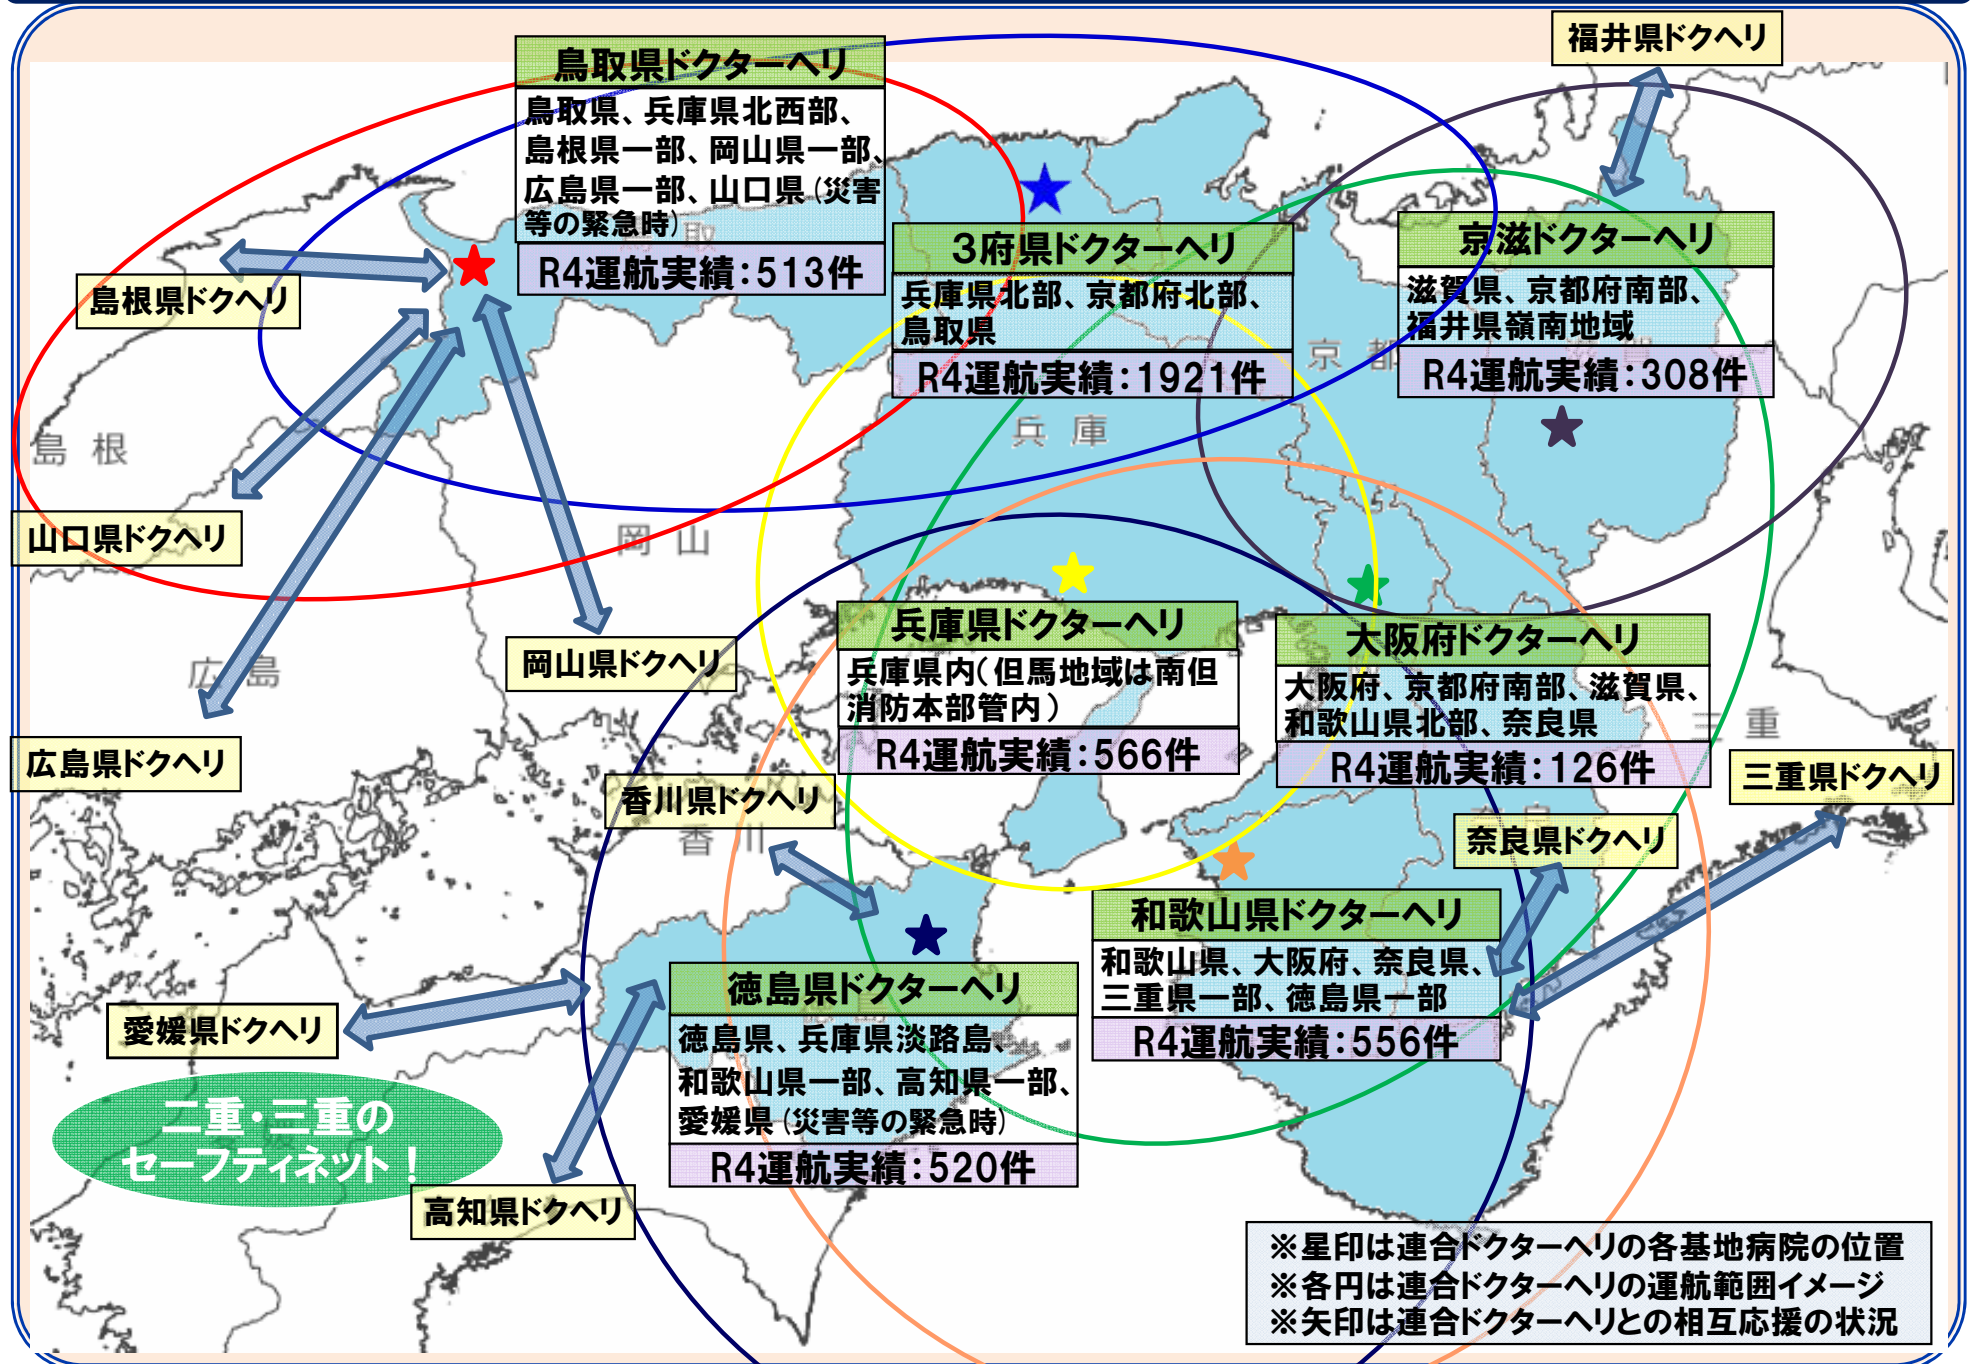 福井県ドクヘリ
鳥取県ドクターヘリ
鳥取県、兵庫県北西部、
島根県一部、岡山県一部、
広島県一部、山口県(災害
等の緊急時)
R4運航実績：513件
3府県ドクターヘリ
兵庫県北部、京都府北部、
鳥取県
R4運航実績：1921件
京滋ドクターヘリ
滋賀県、京都府南部、
福井県嶺南地域
R4運航実績：308件
島根県ドクヘリ
取
京都
滋賀
兵庫
島根
山口県ドクヘリ
岡山
広島
岡山県ドクヘリ
兵庫県ドクターヘリ
兵庫県内（但馬地域は南但
消防本部管内）
R4運航実績：566件
大阪府ドクターヘリ
大阪府、京都府南部、滋賀県、
和歌山県北部、奈良県
R4運航実績：126件
三重
広島県ドクヘリ
香川県ドクヘリ
香川
三重県ドクヘリ
奈良
奈良県ドクヘリ
和歌山県ドクターヘリ
和歌山県、大阪府、奈良県、
三重県一部、徳島県一部
R4運航実績：556件
徳島県ドクターヘリ
徳島県、兵庫県淡路島、
和歌山県一部、高知県一部、
愛媛県(災害等の緊急時)
R4運航実績：520件
愛媛県ドクヘリ
二重・三重の
セーフティネット！
高知県ドクヘリ
※星印は連合ドクターヘリの各基地病院の位置
※各円は連合ドクターヘリの運航範囲イメージ
※矢印は連合ドクターヘリとの相互応援の状況